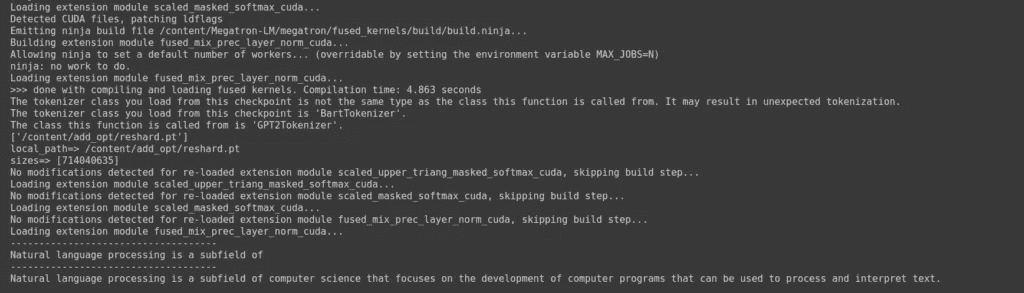 Loading extension module scaled_masked_softmax_cuda...
Detected CUDA files, patching ldflags
Emitting ninja build file /content/Megatron-LM/megatron/fused_kernels/build/build.ninja...
Building extension module fused_mix_prec_layer_norm_cuda...
Allowing ninja to set a default number of workers... (overridable by setting the environment variable MAX_JOBS=N)
ninja: no work to do.
Loading extension module fused_mix_prec_layer_norm_cuda...
>>> done with compiling and loading fused kernels. Compilation time: 4.863 seconds
The tokenizer class you load from this checkpoint is not the same type as the class this function is called from. It may result in unexpected tokenization.
The tokenizer class you load from this checkpoint is 'BartTokenizer'.
The class this function is called from is 'GPT2Tokenizer'.
['/content/add_opt/reshard.pt']
local_path=> /content/add_opt/reshard.pt
sizes=> [714040635]
No modifications detected for re-loaded extension module scaled_upper_triang_masked_softmax_cuda, skipping build step...
Loading extension module scaled_upper_triang_masked_softmax_cuda...
No modifications detected for re-loaded extension module scaled_masked_softmax_cuda, skipping build step...
Loading extension module scaled_masked_softmax_cuda...
No modifications detected for re-loaded extension module fused_mix_prec_layer_norm_cuda, skipping build step...
Loading extension module fused_mix_prec_layer_norm_cuda...
------------------------------------
Natural language processing is a subfield of
------------------------------------
Natural language processing is a subfield of computer science that focuses on the development of computer programs that can be used to process and interpret text.